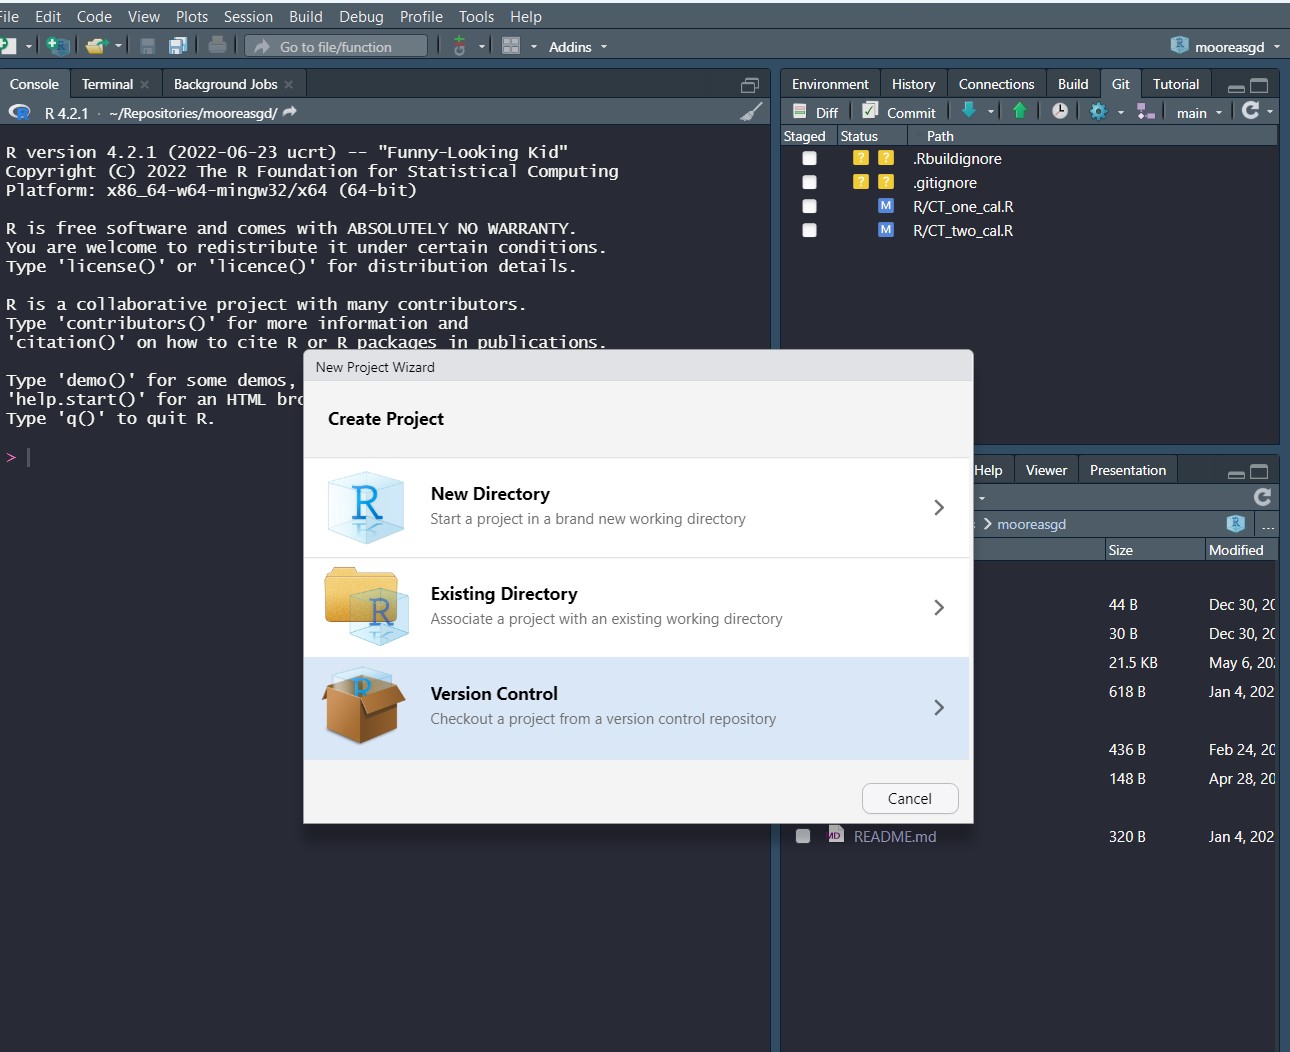 File Edit Code View Plots Session Build Debug Profile Tools Help
Go to file/function Addins mooreasgd
Console Terminal Background Jobs
R 4.2.1 · ~/Repositories/mooreasgd/
R version 4.2.1 (2022-06-23 ucrt) -- "Funny-Looking Kid"
Copyright (C) 2022 The R Foundation for Statistical Computing
Platform: x86_64-w64-mingw32/x64 (64-bit)
R is free software and comes with ABSOLUTELY NO WARRANTY.
You are welcome to redistribute it under certain conditions.
Type 'license()' or 'licence()' for distribution details.
R is a collaborative project with many contributors.
Type 'contributors()' for more information and
'citation()' on how to cite R or R packages in publications.
Type 'demo()' for some demos,
'help.start()' for an HTML bro
Type 'q()' to quit R.
>
Environment History Connections Build Git Tutorial
Diff Commit main
Staged Status Path
? ? .Rbuildignore
? ? .gitignore
M R/CT_one_cal.R
M R/CT_two_cal.R
New Project Wizard
Create Project
R
New Directory
Start a project in a brand new working directory
R
Existing Directory
Associate a project with an existing working directory
R
Version Control
Checkout a project from a version control repository
Cancel
Help Viewer Presentation
mooreasgd ...
Size Modified
44 B Dec 30, 20
30 B Dec 30, 20
21.5 KB May 6, 202
618 B Jan 4, 202
436 B Feb 24, 20
148 B Apr 28, 20
MD README.md 320 B Jan 4, 202